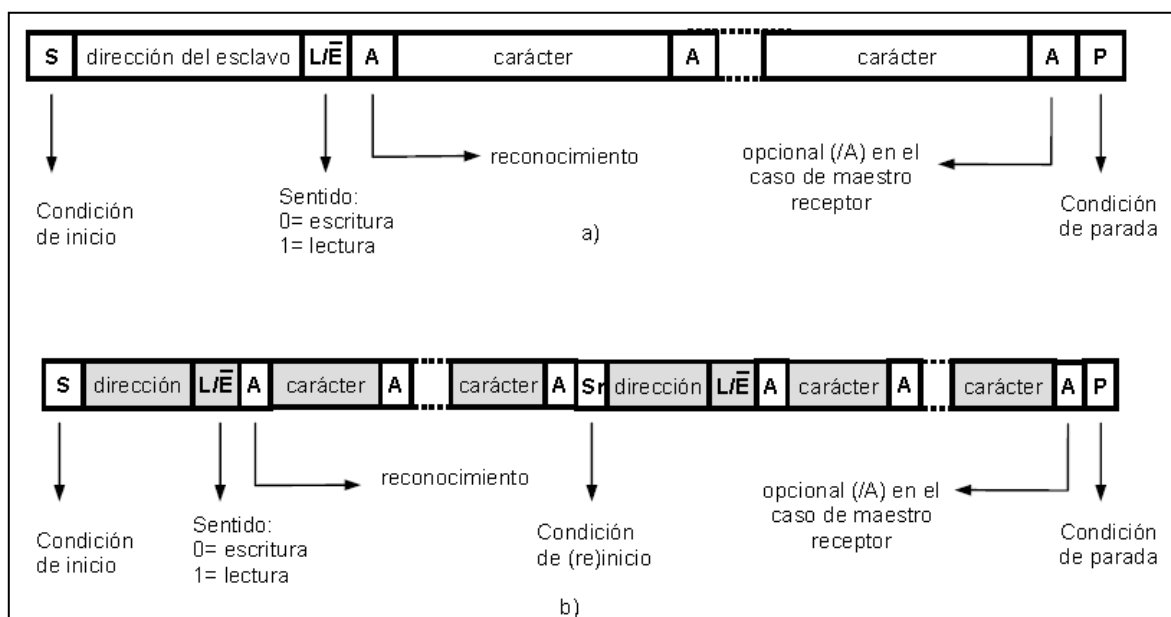 S dirección del esclavo L/E̅ A carácter A carácter A P
reconocimiento
opcional (/A) en el
caso de maestro
receptor
Condición
de inicio
Sentido:
0= escritura
1= lectura
Condición
de parada
a)
S dirección L/E̅ A carácter A carácter A Sr dirección L/E̅ A carácter A carácter A P
reconocimiento
opcional (/A) en el
caso de maestro
receptor
Condición
de inicio
Sentido:
0= escritura
1= lectura
Condición
de (re)inicio
Condición
de parada
b)